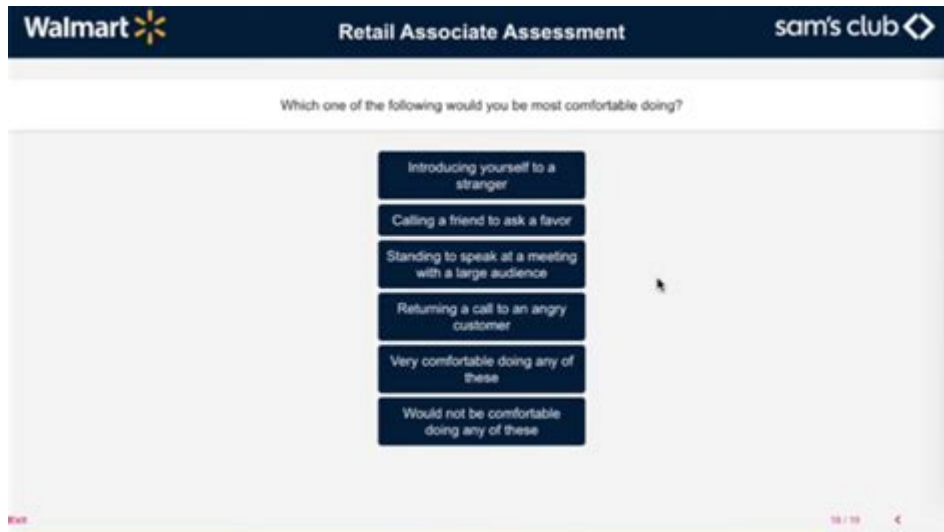 Walmart
Retail Associate Assessment
sam's club
Which one of the following would you be most comfortable doing?
Introducing yourself to a
stranger
Calling a friend to ask a favor
Standing to speak at a meeting
with a large audience
Returning a call to an angry
customer
Very comfortable doing any of
these
Would not be comfortable
doing any of these
Exit